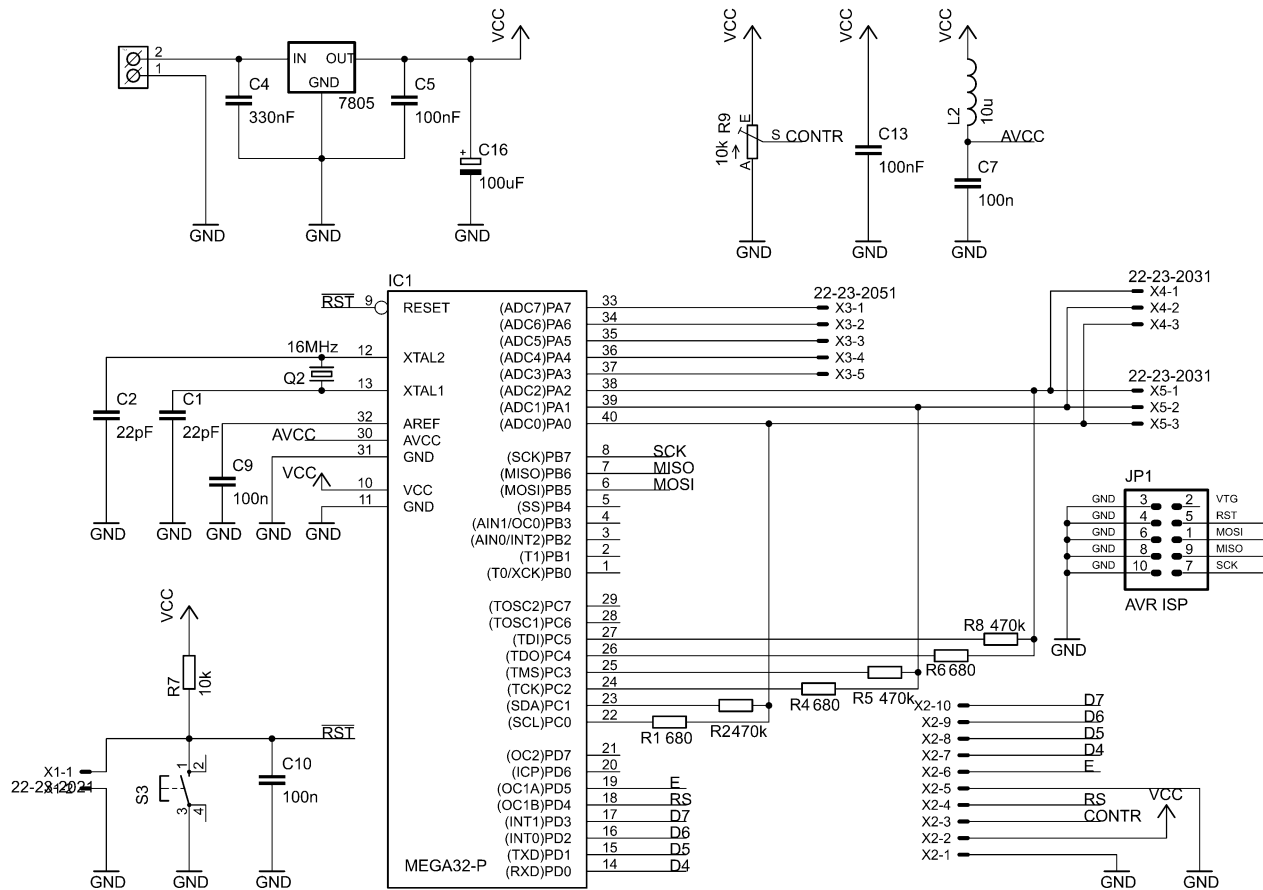 VCC
2
1
IN OUT
GND
7805
C4
330nF
C5
100nF
+
C16
100uF
GND
GND
GND
VCC
R9
10k
E
A
S CONTR
GND
VCC
C13
100nF
GND
VCC
L2
10u
AVCC
C7
100n
GND
IC1
RST 9 RESET
16MHz
12 XTAL2
Q2
13 XTAL1
32 AREF
AVCC 30 AVCC
31 GND
VCC
10 VCC
11 GND
C2
22pF
C1
22pF
C9
100n
GND
GND
GND
GND
GND
(ADC7)PA7 33
(ADC6)PA6 34
(ADC5)PA5 35
(ADC4)PA4 36
(ADC3)PA3 37
(ADC2)PA2 38
(ADC1)PA1 39
(ADC0)PA0 40
(SCK)PB7 8 SCK
(MISO)PB6 7 MISO
(MOSI)PB5 6 MOSI
(SS)PB4 5
(AIN1/OC0)PB3 4
(AIN0/INT2)PB2 3
(T1)PB1 2
(T0/XCK)PB0 1
(TOSC2)PC7 29
(TOSC1)PC6 28
(TDI)PC5 27
(TDO)PC4 26
(TMS)PC3 25
(TCK)PC2 24
(SDA)PC1 23
(SCL)PC0 22
(OC2)PD7 21
(ICP)PD6 20
(OC1A)PD5 19 E
(OC1B)PD4 18 RS
(INT1)PD3 17 D7
(INT0)PD2 16 D6
(TXD)PD1 15 D5
(RXD)PD0 14 D4
MEGA32-P
22-23-2051
X3-1
X3-2
X3-3
X3-4
X3-5
22-23-2031
X4-1
X4-2
X4-3
22-23-2031
X5-1
X5-2
X5-3
JP1
GND 3 2 VTG
GND 4 5 RST
GND 6 1 MOSI
GND 8 9 MISO
GND 10 7 SCK
AVR ISP
GND
R8 470k
R6 680
R5 470k
R4 680
R2 470k
R1 680
X2-10 D7
X2-9 D6
X2-8 D5
X2-7 D4
X2-6 E
X2-5
X2-4 RS
X2-3 CONTR
X2-2 VCC
X2-1
GND
GND
VCC
R7
10k
RST
X1-1
22-23-2021
X1-2
S3
1 2
3 4
C10
100n
GND
GND
GND